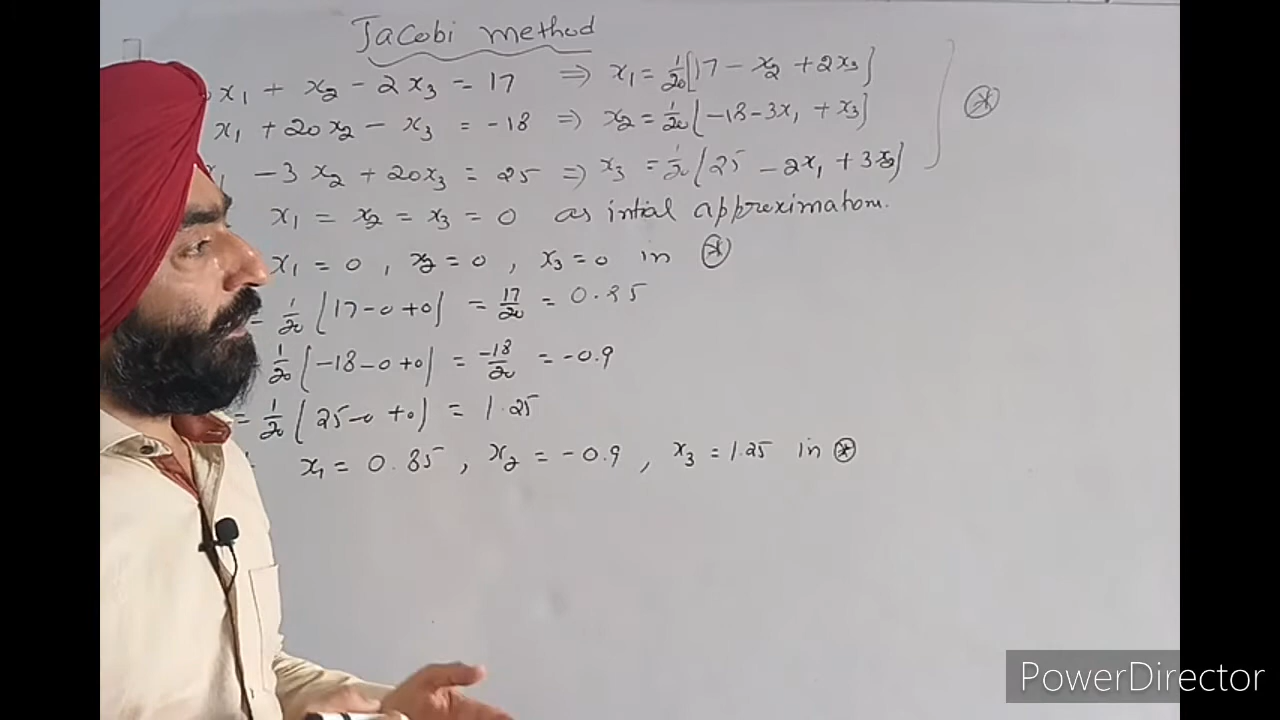 Jacobi method
x₁ + x₂ - 2x₃ = 17 ⇒ x₁ = 1/20 [17 - x₂ + 2x₃]
x₁ + 20x₂ - x₃ = -18 ⇒ x₂ = 1/20 [-18 - 3x₁ + x₃]
x₁ - 3x₂ + 20x₃ = 25 ⇒ x₃ = 1/20 [25 - 2x₁ + 3x₂]
⊛
x₁ = x₂ = x₃ = 0 as intial approximatom.
x₁ = 0, x₂ = 0, x₃ = 0 in ⊛
= 1/20 [17 - 0 + 0] = 17/20 = 0.85
1/20 [-18 - 0 + 0] = -18/20 = -0.9
= 1/20 [25 - 0 + 0] = 1.25
x₁ = 0.85, x₂ = -0.9, x₃ = 1.25 in ⊛
PowerDirector